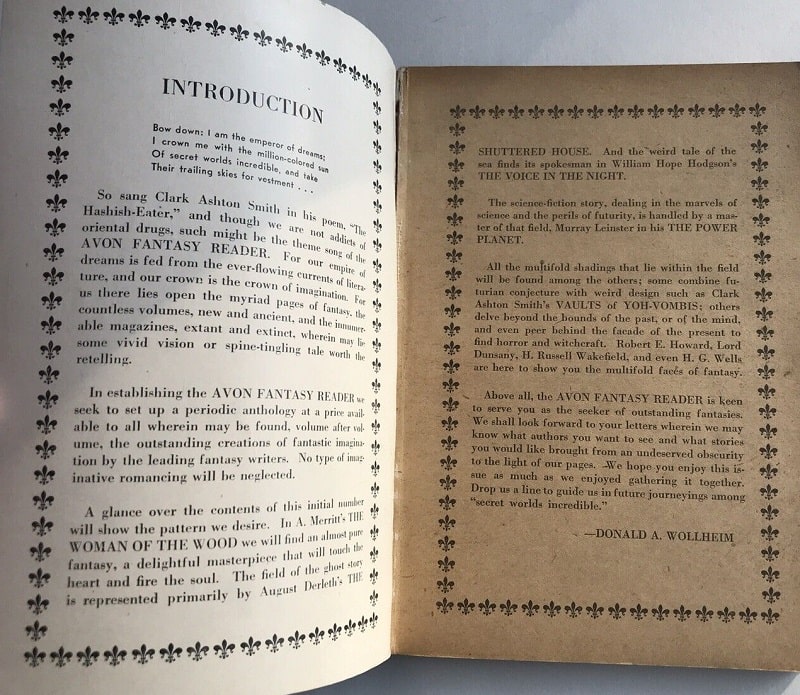 INTRODUCTION
Bow down: I am the emperor of dreams;
I crown me with the million-colored sun
Of secret worlds incredible, and take
Their trailing skies for vestment . . .
So sang Clark Ashton Smith in his poem, "The
Hashish-Eater," and though we are not addicts of
oriental drugs, such might be the theme song of the
AVON FANTASY READER. For our empire of
dreams is fed from the ever-flowing currents of litera-
ture, and our crown is the crown of imagination. For
us there lies open the myriad pages of fantasy, the
countless volumes, new and ancient, and the innumer-
able magazines, extant and extinct, wherein may lie
some vivid vision or spine-tingling tale worth the
retelling.
In establishing the AVON FANTASY READER we
seek to set up a periodic anthology at a price avail-
able to all wherein may be found, volume after vol-
ume, the outstanding creations of fantastic imagina-
tion by the leading fantasy writers. No type of imag-
inative romancing will be neglected.
A glance over the contents of this initial number
will show the pattern we desire. In A. Merritt's THE
WOMAN OF THE WOOD we will find an almost pure
fantasy, a delightful masterpiece that will touch the
heart and fire the soul. The field of the ghost story
is represented primarily by August Derleth's THE
SHUTTERED HOUSE. And the weird tale of the
sea finds its spokesman in William Hope Hodgson's
THE VOICE IN THE NIGHT.
The science-fiction story, dealing in the marvels of
science and the perils of futurity, is handled by a mas-
ter of that field, Murray Leinster in his THE POWER
PLANET.
All the multifold shadings that lie within the field
will be found among the others; some combine fu-
turian conjecture with weird design such as Clark
Ashton Smith's VAULTS of YOH-VOMBIS; others
delve beyond the bounds of the past, or of the mind,
and even peer behind the facade of the present to
find horror and witchcraft. Robert E. Howard, Lord
Dunsany, H. Russell Wakefield, and even H. G. Wells
are here to show you the multifold faces of fantasy.
Above all, the AVON FANTASY READER is keen
to serve you as the seeker of outstanding fantasies.
We shall look forward to your letters wherein we may
know what authors you want to see and what stories
you would like brought from an undeserved obscurity
to the light of our pages. We hope you enjoy this is-
sue as much as we enjoyed gathering it together.
Drop us a line to guide us in future journeyings among
"secret worlds incredible."
—DONALD A. WOLLHEIM